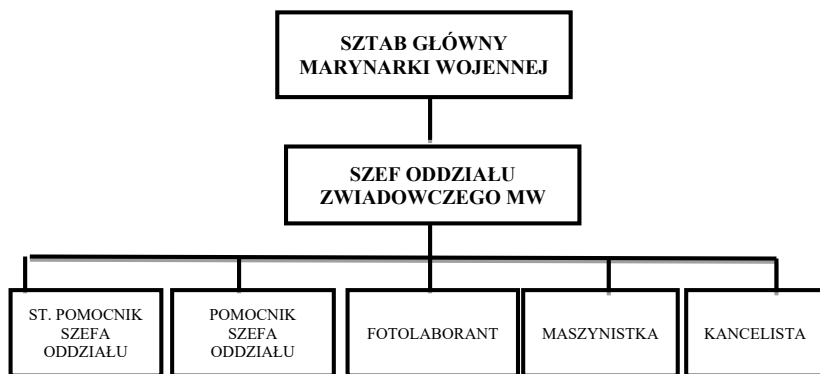 SZTAB GŁÓWNY
MARYNARKI WOJENNEJ
SZEF ODDZIAŁU
ZWIADOWCZEGO MW
ST. POMOCNIK
SZEFA
ODDZIAŁU
POMOCNIK
SZEFA
ODDZIAŁU
FOTOLABORANT
MASZYNISTKA
KANCELISTA